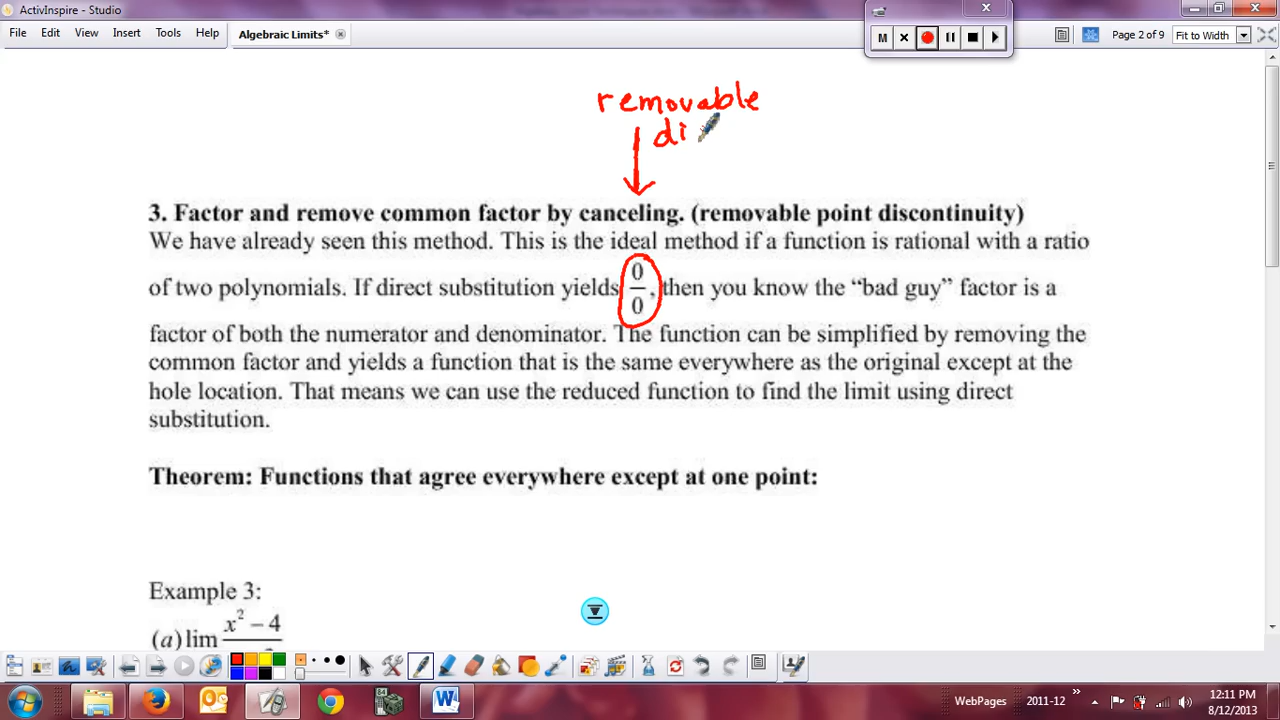 ActivInspire - Studio
File Edit View Insert Tools Help
Algebraic Limits*
M
Page 2 of 9
Fit to Width
removable
di
3. Factor and remove common factor by canceling. (removable point discontinuity)
We have already seen this method. This is the ideal method if a function is rational with a ratio
of two polynomials. If direct substitution yields 0/0, then you know the “bad guy” factor is a
factor of both the numerator and denominator. The function can be simplified by removing the
common factor and yields a function that is the same everywhere as the original except at the
hole location. That means we can use the reduced function to find the limit using direct
substitution.
Theorem: Functions that agree everywhere except at one point:
Example 3:
(a) lim x² – 4
WebPages 2011-12 »
12:11 PM
8/12/2013